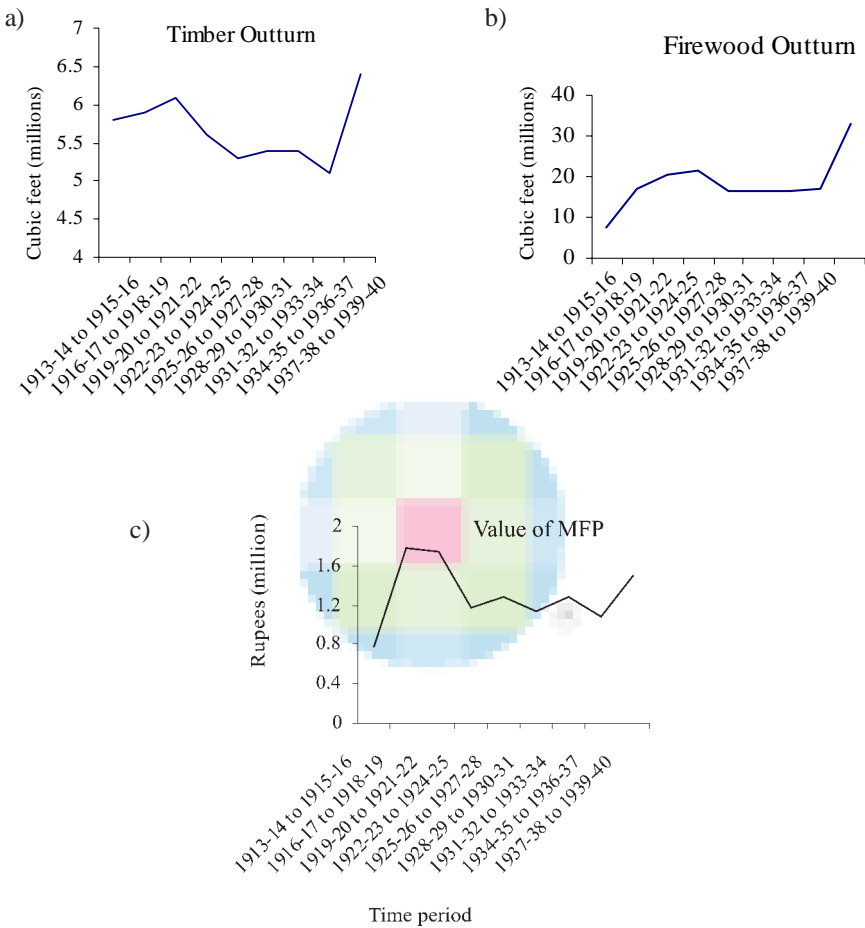 a)
Timber Outturn
Cubic feet (millions)
7
6.5
6
5.5
5
4.5
4
1913-14 to 1915-16
1916-17 to 1918-19
1919-20 to 1921-22
1922-23 to 1924-25
1925-26 to 1927-28
1928-29 to 1930-31
1931-32 to 1933-34
1934-35 to 1936-37
1937-38 to 1939-40
b)
Firewood Outturn
Cubic feet (millions)
40
30
20
10
0
1913-14 to 1915-16
1916-17 to 1918-19
1919-20 to 1921-22
1922-23 to 1924-25
1925-26 to 1927-28
1928-29 to 1930-31
1931-32 to 1933-34
1934-35 to 1936-37
1937-38 to 1939-40
c)
Value of MFP
Rupees (million)
2
1.6
1.2
0.8
0.4
0
1913-14 to 1915-16
1916-17 to 1918-19
1919-20 to 1921-22
1922-23 to 1924-25
1925-26 to 1927-28
1928-29 to 1930-31
1931-32 to 1933-34
1934-35 to 1936-37
1937-38 to 1939-40
Time period